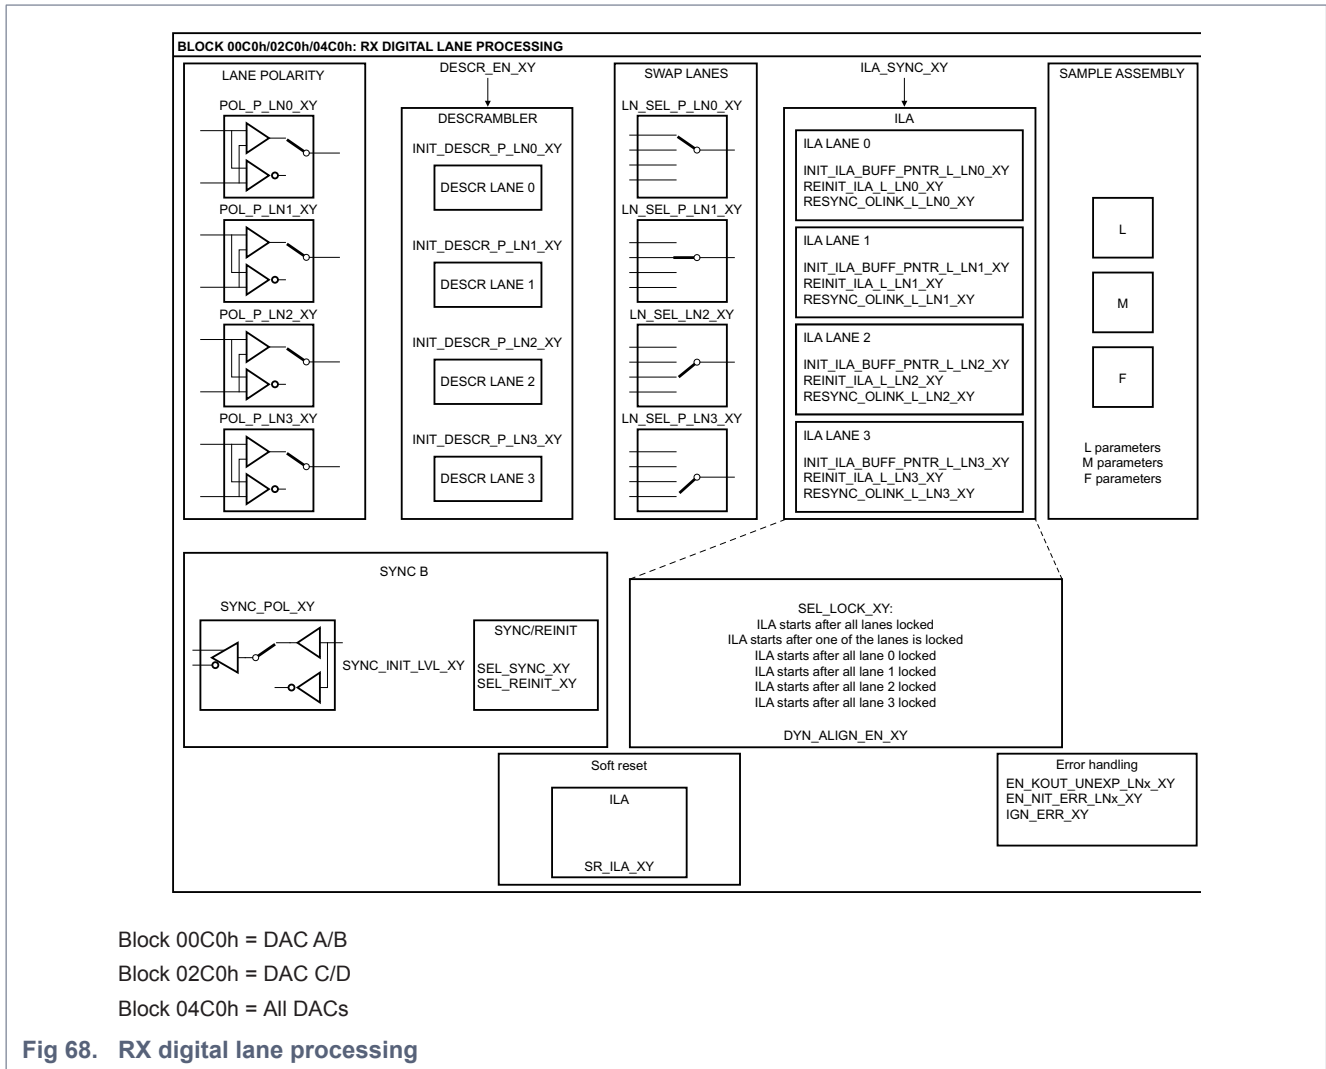 BLOCK 00C0h/02C0h/04C0h: RX DIGITAL LANE PROCESSING
LANE POLARITY
POL_P_LN0_XY
POL_P_LN1_XY
POL_P_LN2_XY
POL_P_LN3_XY
DESCR_EN_XY
DESCRAMBLER
INIT_DESCR_P_LN0_XY
DESCR LANE 0
INIT_DESCR_P_LN1_XY
DESCR LANE 1
INIT_DESCR_P_LN2_XY
DESCR LANE 2
INIT_DESCR_P_LN3_XY
DESCR LANE 3
SWAP LANES
LN_SEL_P_LN0_XY
LN_SEL_P_LN1_XY
LN_SEL_LN2_XY
LN_SEL_P_LN3_XY
ILA_SYNC_XY
ILA
ILA LANE 0
INIT_ILA_BUFF_PNTR_L_LN0_XY
REINIT_ILA_L_LN0_XY
RESYNC_OLINK_L_LN0_XY
ILA LANE 1
INIT_ILA_BUFF_PNTR_L_LN1_XY
REINIT_ILA_L_LN1_XY
RESYNC_OLINK_L_LN1_XY
ILA LANE 2
INIT_ILA_BUFF_PNTR_L_LN2_XY
REINIT_ILA_L_LN2_XY
RESYNC_OLINK_L_LN2_XY
ILA LANE 3
INIT_ILA_BUFF_PNTR_L_LN3_XY
REINIT_ILA_L_LN3_XY
RESYNC_OLINK_L_LN3_XY
SAMPLE ASSEMBLY
L
M
F
L parameters
M parameters
F parameters
SYNC B
SYNC_POL_XY
SYNC_INIT_LVL_XY
SYNC/REINIT
SEL_SYNC_XY
SEL_REINIT_XY
SEL_LOCK_XY:
ILA starts after all lanes locked
ILA starts after one of the lanes is locked
ILA starts after all lane 0 locked
ILA starts after all lane 1 locked
ILA starts after all lane 2 locked
ILA starts after all lane 3 locked
DYN_ALIGN_EN_XY
Soft reset
ILA
SR_ILA_XY
Error handling
EN_KOUT_UNEXP_LNx_XY
EN_NIT_ERR_LNx_XY
IGN_ERR_XY
Block 00C0h = DAC A/B
Block 02C0h = DAC C/D
Block 04C0h = All DACs
Fig 68. RX digital lane processing